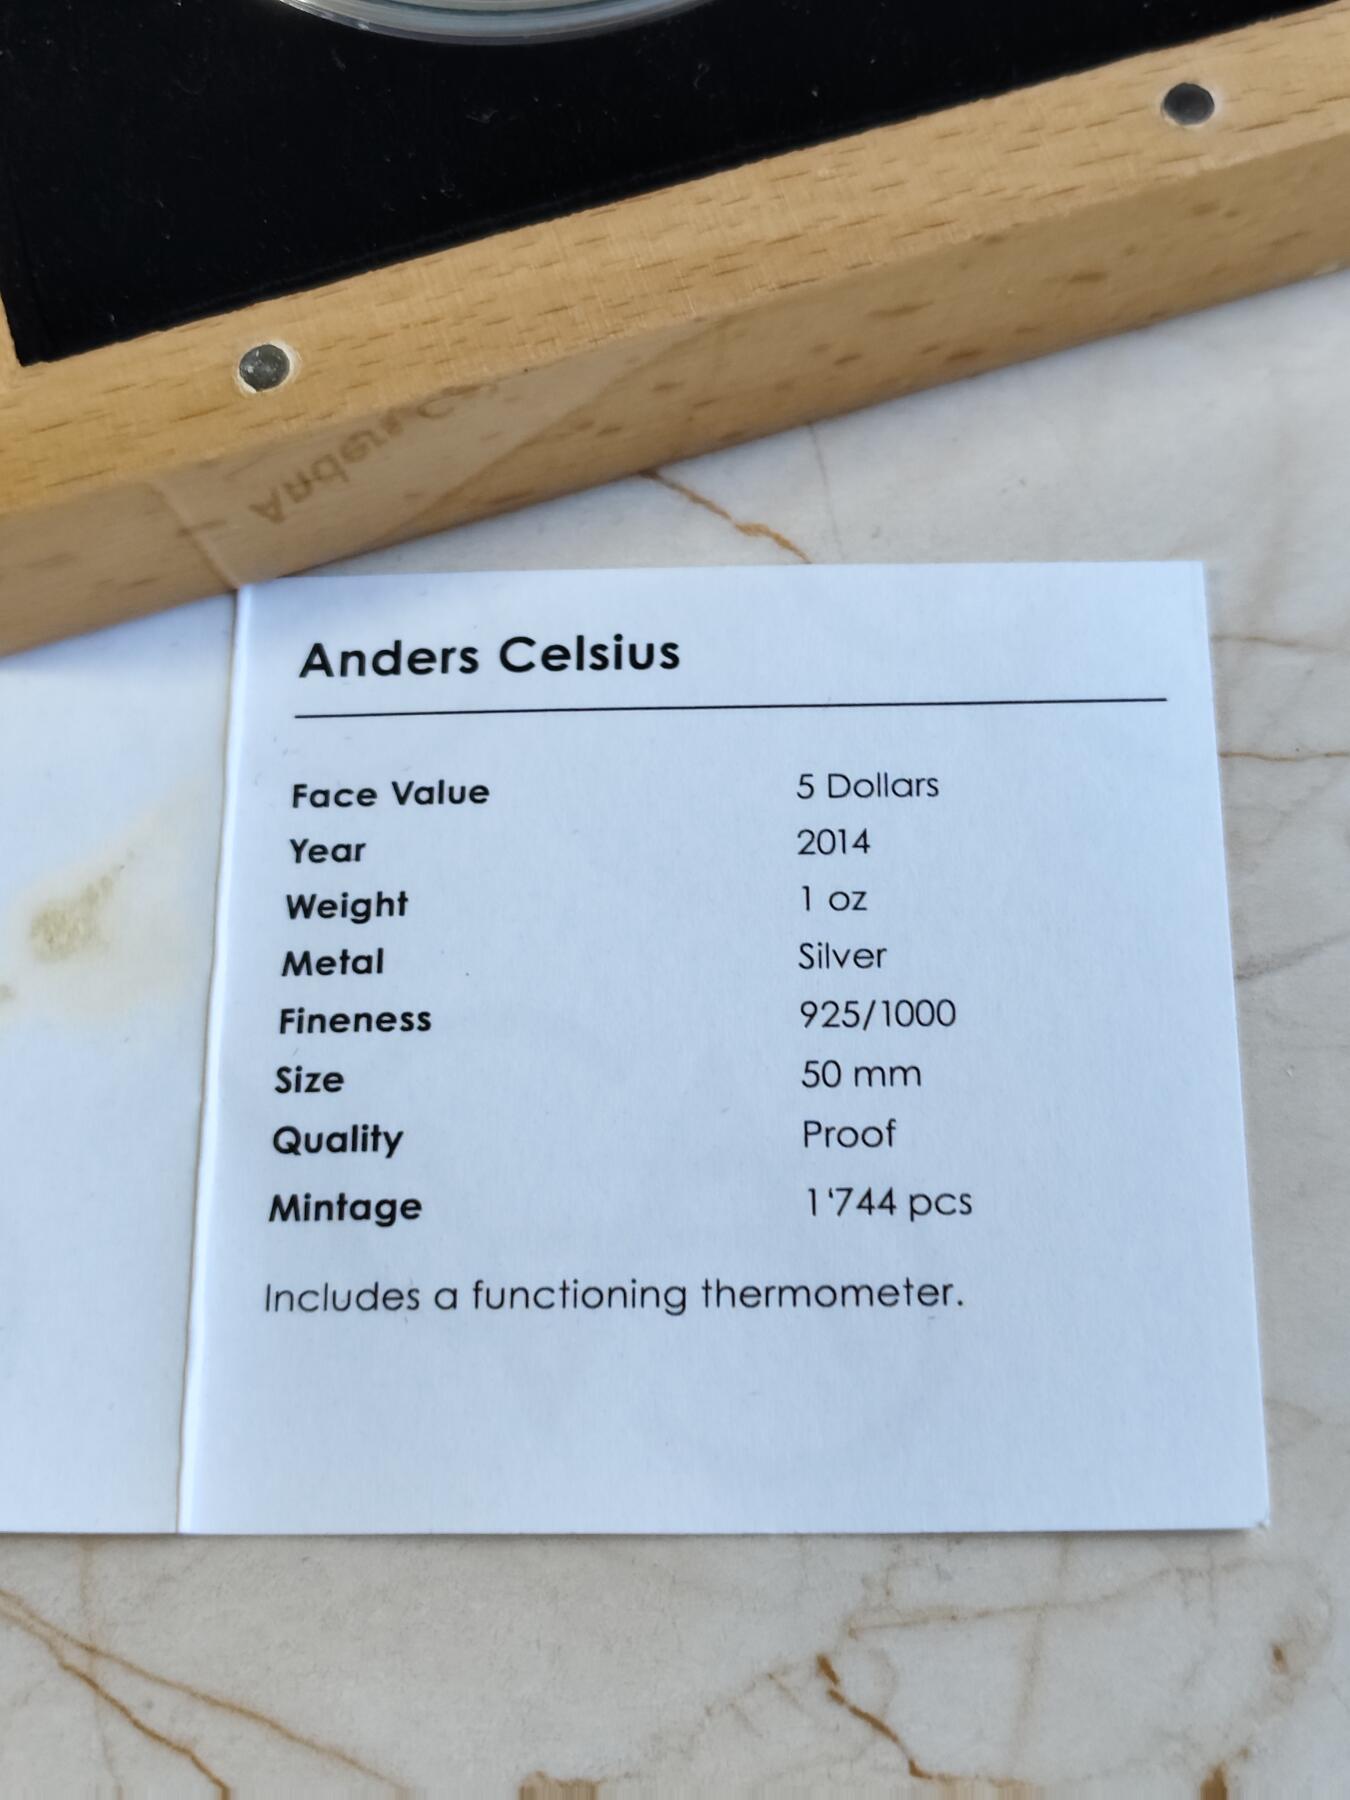 Anders Celsius
Face Value 5 Dollars
Year 2014
Weight 1 oz
Metal Silver
Fineness 925/1000
Size 50 mm
Quality Proof
Mintage 1'744 pcs
Includes a functioning thermometer.